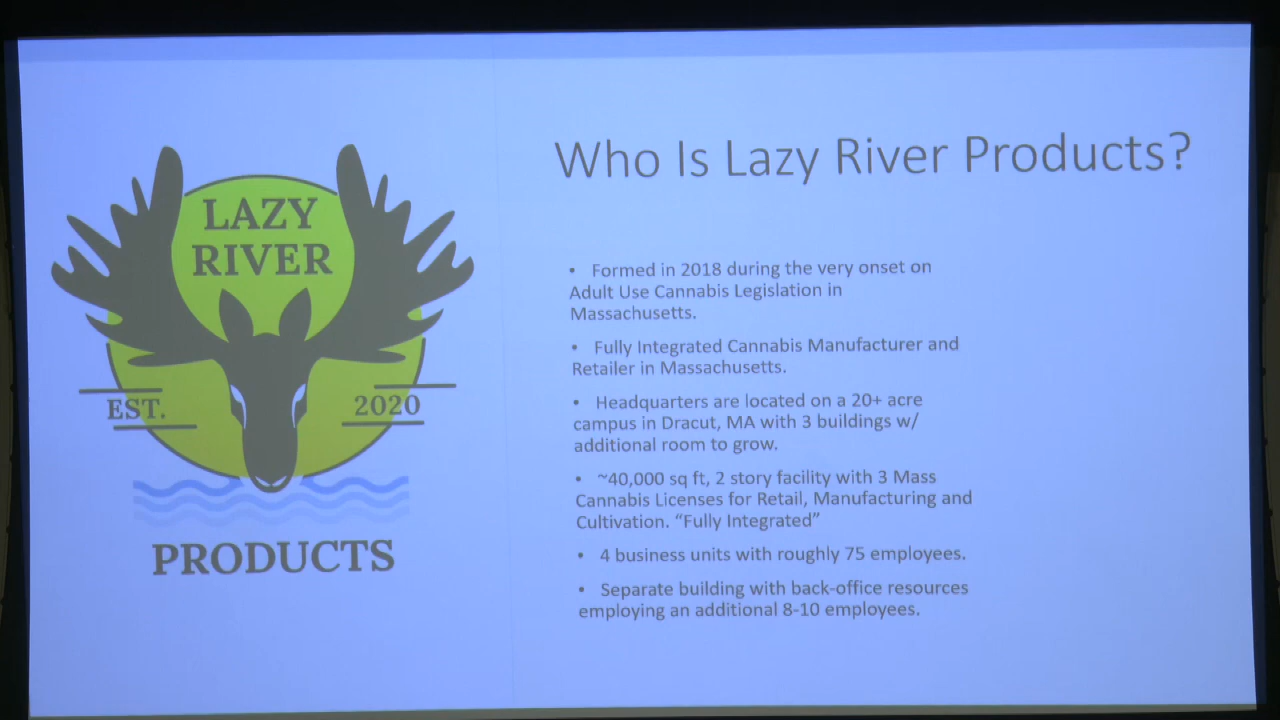 LAZY
RIVER
EST.
2020
PRODUCTS
Who Is Lazy River Products?
• Formed in 2018 during the very onset on
Adult Use Cannabis Legislation in
Massachusetts.
• Fully Integrated Cannabis Manufacturer and
Retailer in Massachusetts.
• Headquarters are located on a 20+ acre
campus in Dracut, MA with 3 buildings w/
additional room to grow.
• ~40,000 sq ft, 2 story facility with 3 Mass
Cannabis Licenses for Retail, Manufacturing and
Cultivation. “Fully Integrated”
• 4 business units with roughly 75 employees.
• Separate building with back-office resources
employing an additional 8-10 employees.